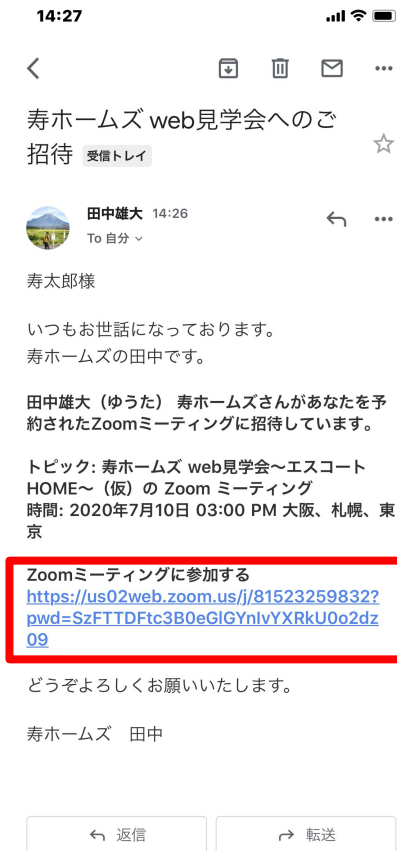 14:27
寿ホームズ web見学会へのご
招待 受信トレイ
田中雄大 14:26
To 自分
寿太郎様
いつもお世話になっております。
寿ホームズの田中です。
田中雄大（ゆうた） 寿ホームズさんがあなたを予
約されたZoomミーティングに招待しています。
トピック: 寿ホームズ web見学会〜エスコート
HOME〜（仮）の Zoom ミーティング
時間: 2020年7月10日 03:00 PM 大阪、札幌、東
京
Zoomミーティングに参加する
https://us02web.zoom.us/j/81523259832?
pwd=SzFTTDFtc3B0eGlGYnlvYXRkU0o2dz
09
どうぞよろしくお願いいたします。
寿ホームズ　田中
返信
転送